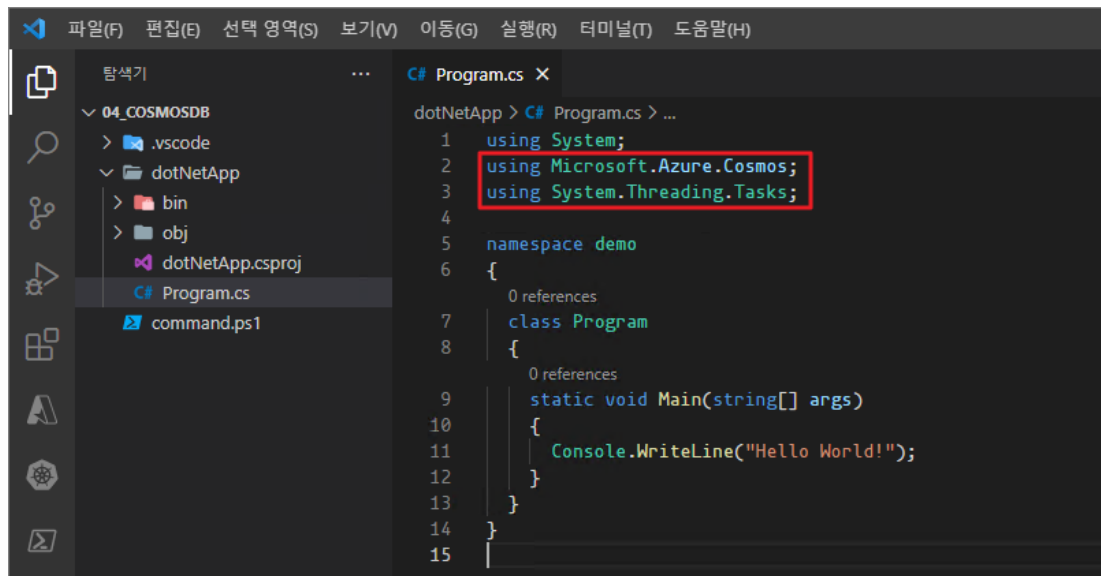 파일(F) 편집(E) 선택 영역(S) 보기(V) 이동(G) 실행(R) 터미널(T) 도움말(H)
탐색기 ...
04_COSMOSDB
.vscode
dotNetApp
bin
obj
dotNetApp.csproj
C# Program.cs
command.ps1
C# Program.cs
dotNetApp > C# Program.cs > ...
1 using System;
2 using Microsoft.Azure.Cosmos;
3 using System.Threading.Tasks;
4
5 namespace demo
6 {
0 references
7 class Program
8 {
0 references
9 static void Main(string[] args)
10 {
11 Console.WriteLine("Hello World!");
12 }
13 }
14 }
15